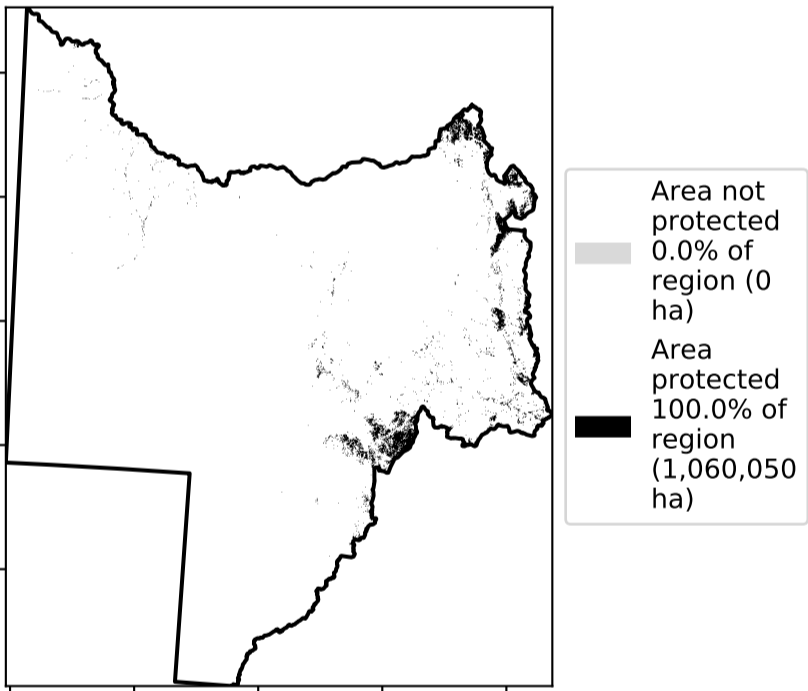 Area not
protected
0.0% of
region (0
ha)
Area
protected
100.0% of
region
(1,060,050
ha)